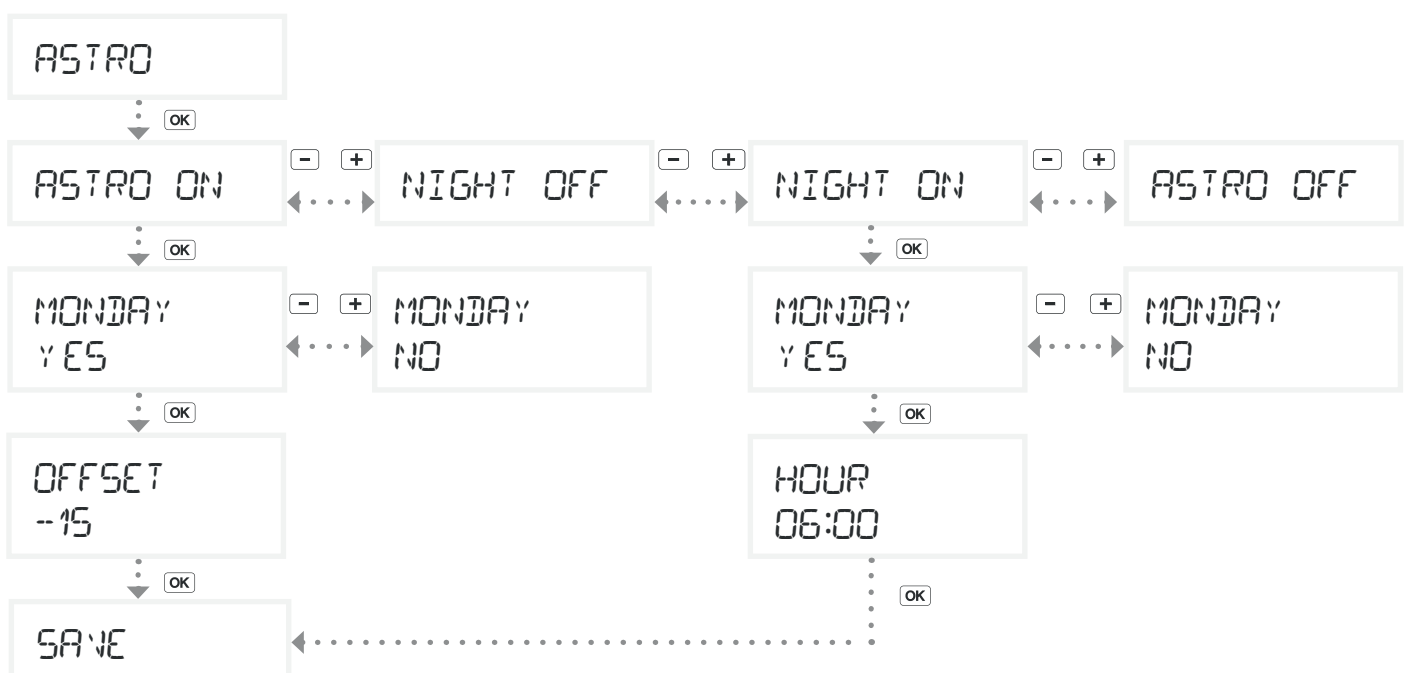 ASTRO
OK
- + - + - +
ASTRO ON NIGHT OFF NIGHT ON ASTRO OFF
OK OK
MONDAY - + MONDAY MONDAY - + MONDAY
YES NO YES NO
OK OK
OFFSET HOUR
--15 06:00
OK OK
SAVE